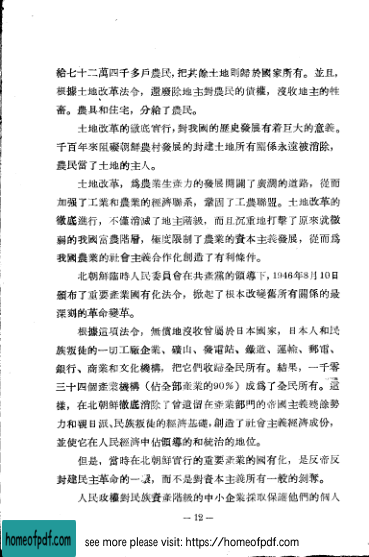 給七十二萬四千多戶農民，把其餘土地則歸於國家所有。並且，
根據土地改革法令，還廢除地主對農民的債權，沒收地主的牲
畜。農具和住宅，分給了農民。
土地改革的徹底實行，對我國的歷史發展有着巨大的意義。
千百年來阻礙朝鮮農村發展的封建土地所有關係永遠被消除，
農民當了土地的主人。
土地改革，爲農業生產力的發展開闢了廣濶的道路，從而
加强了工業和農業的經濟聯系，鞏固了工農聯盟。土地改革的
徹底進行，不僅消滅了地主階級，而且沉重地打擊了原來就微
弱的我國富農階層，極度限制了農業的資本主義發展，從而爲
我國農業的社會主義合作化創造了有利條件。
北朝鮮臨時人民委員會在共產黨的領導下，1946年8月10日
頒布了重要產業國有化法令，掀起了根本改變舊所有關係的最
深刻的革命變革。
根據這項法令，無償地沒收曾屬於日本國家，日本人和民
族叛徒的一切工廠企業、礦山、發電站、鐵道、運輸、郵電、
銀行、商業和文化機構，把它們收歸全民所有。結果，一千零
三十四個產業機構（佔全部產業的90%）成爲了全民所有。這
樣，在北朝鮮徹底消除了曾還留在產業部門的帝國主義殘餘勢
力和親日派、民族叛徒的經濟基礎，創造了社會主義經濟成份，
並使它在人民經濟中佔領導的和統治的地位。
但是，當時在北朝鮮實行的重要產業的國有化，是反帝反
封建民主革命的一環，而不是對資本主義所有一般的剝奪。
人民政權對民族資產階級的中小企業採取保護他們的個人
— 12 —
homeofpdf.com
see more please visit: https://homeofpdf.com